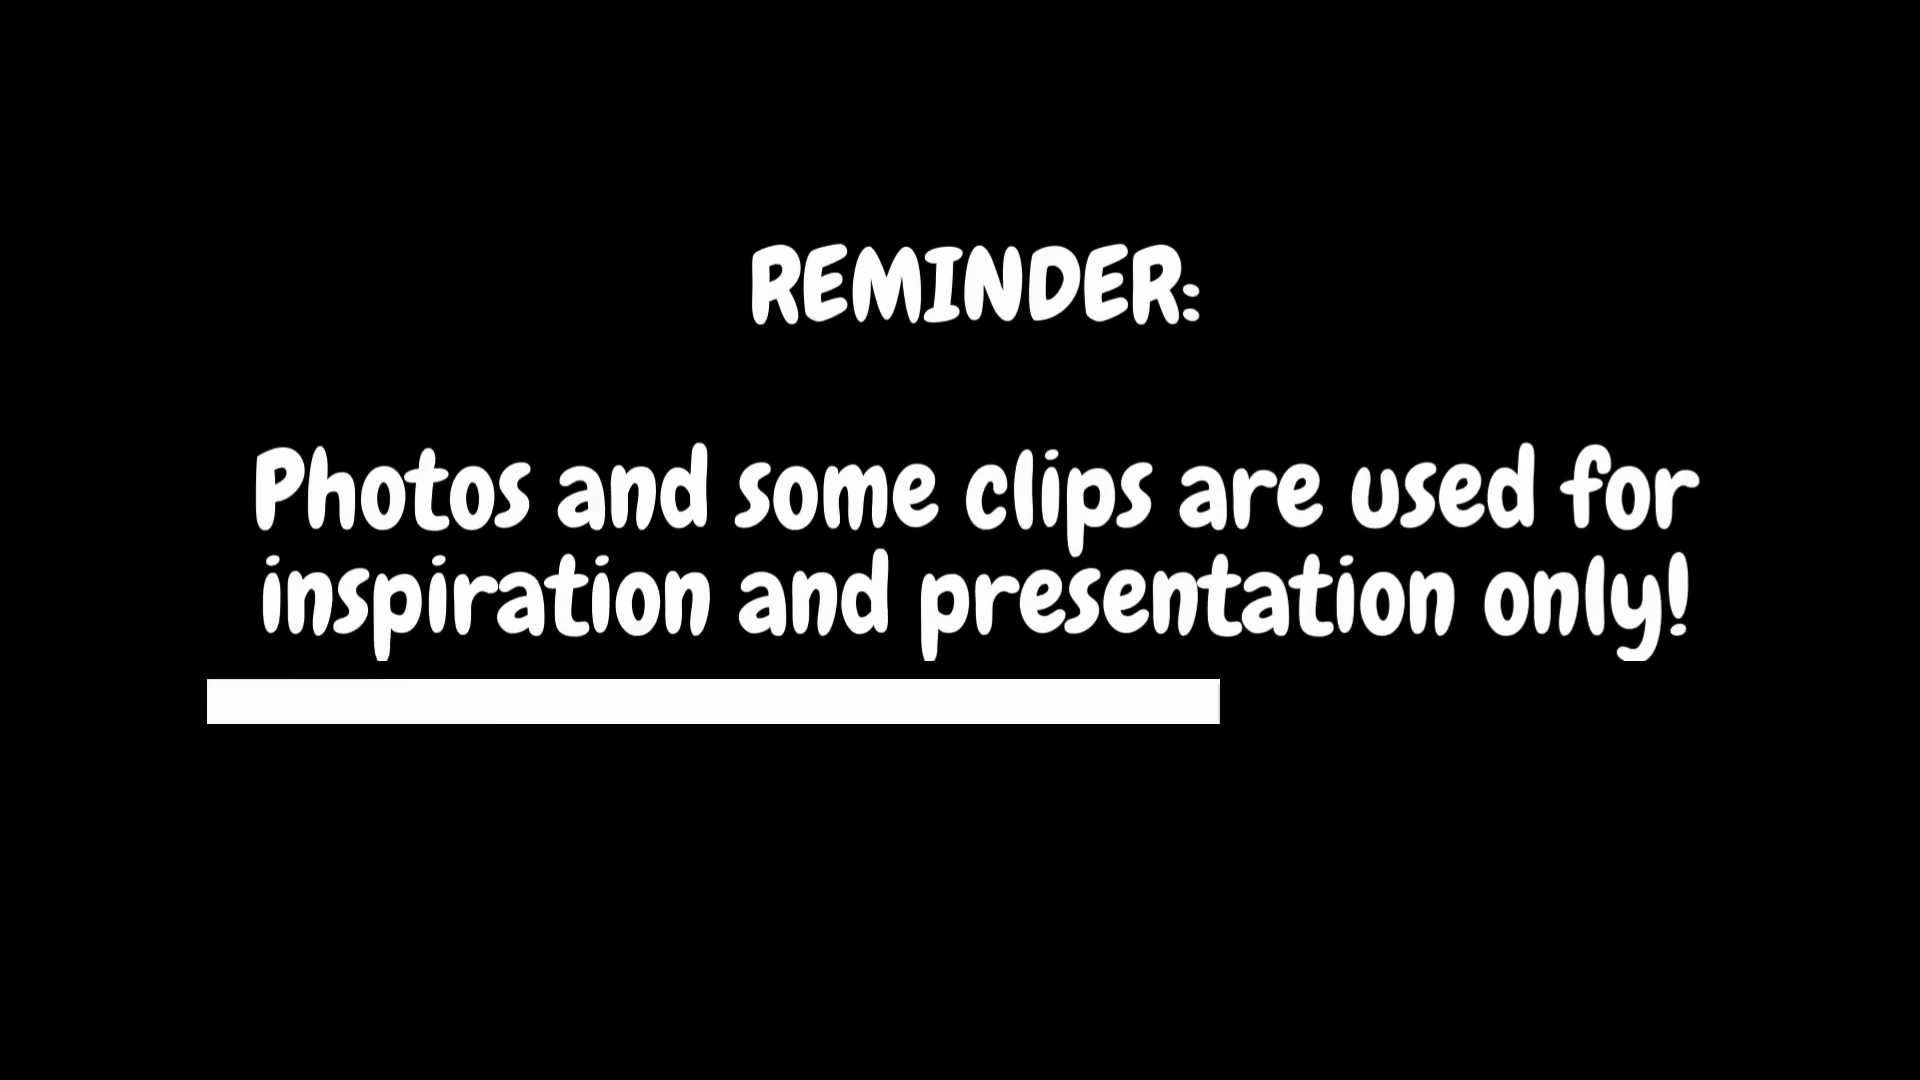 REMINDER:
Photos and some clips are used for
inspiration and presentation only!